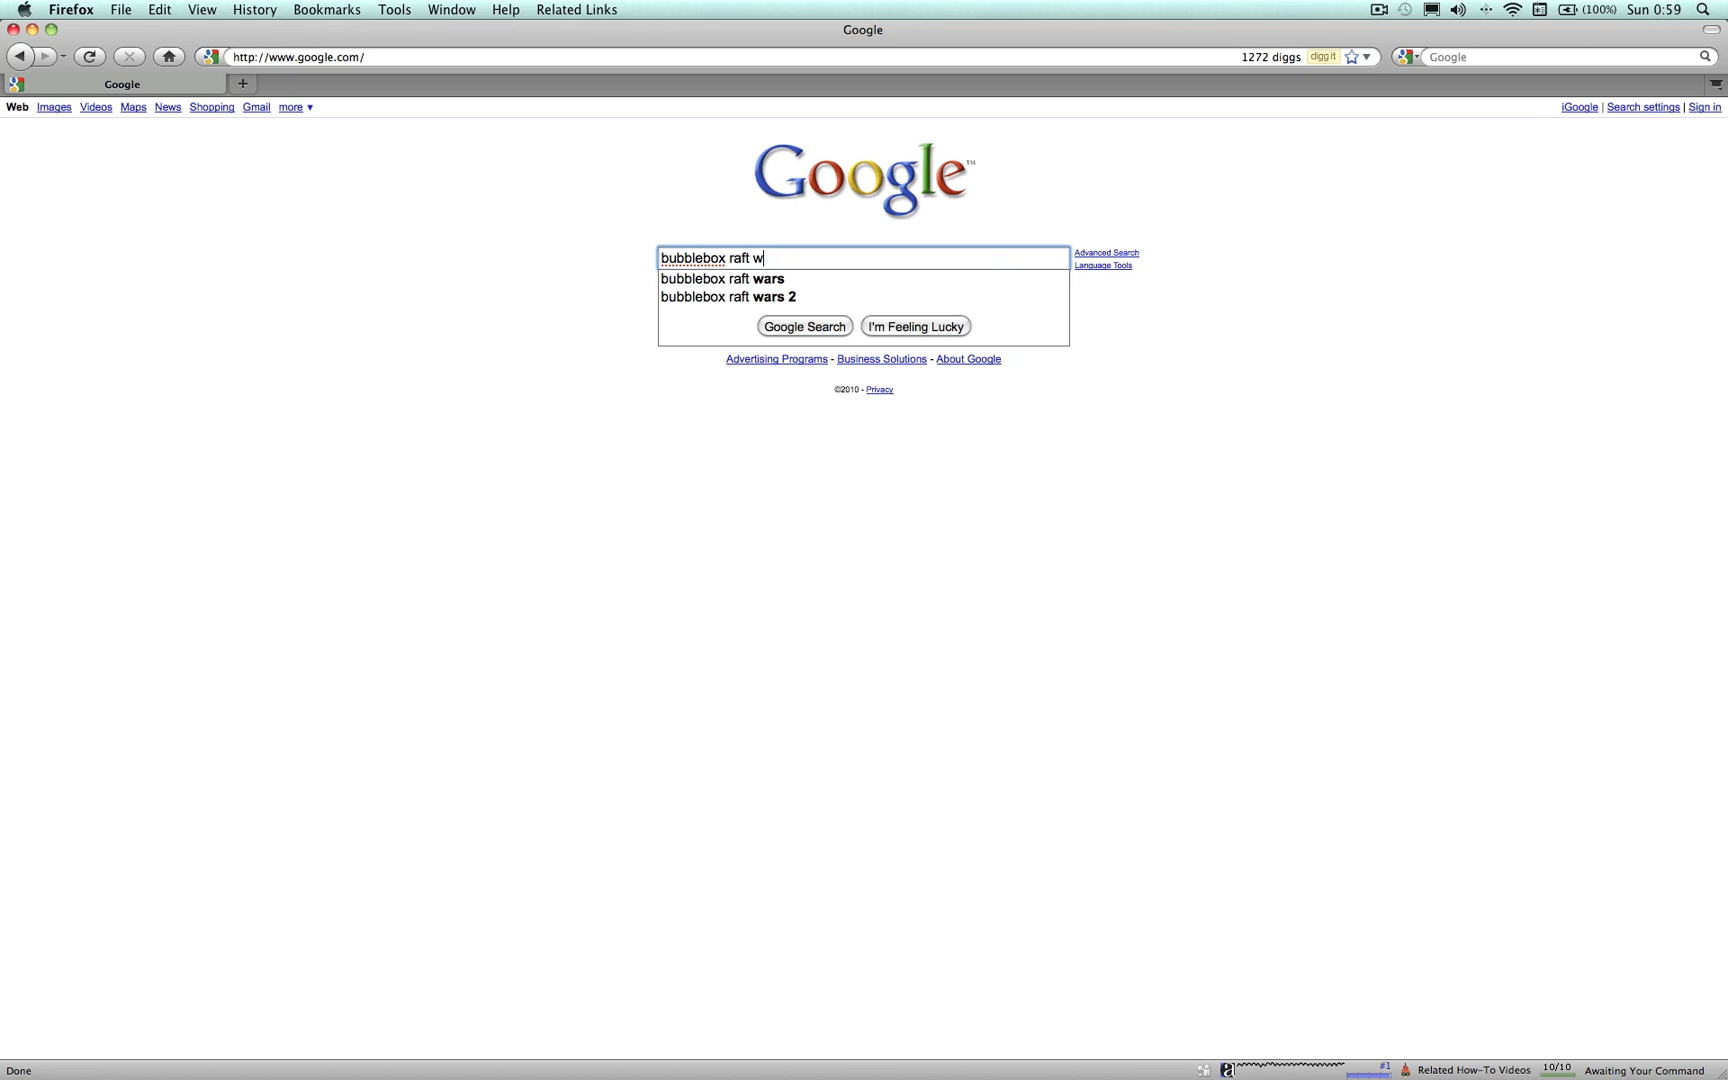 Firefox File Edit View History Bookmarks Tools Window Help Related Links (100%) Sun 0:59
Google
http://www.google.com/ 1272 diggs digg it Google
Google +
Web Images Videos Maps News Shopping Gmail more ▼ iGoogle | Search settings | Sign in
Google™
bubblebox raft w Advanced Search
Language Tools
bubblebox raft wars
bubblebox raft wars 2
Google Search I'm Feeling Lucky
Advertising Programs - Business Solutions - About Google
©2010 - Privacy
Done a #1 Related How-To Videos 10/10 Awaiting Your Command